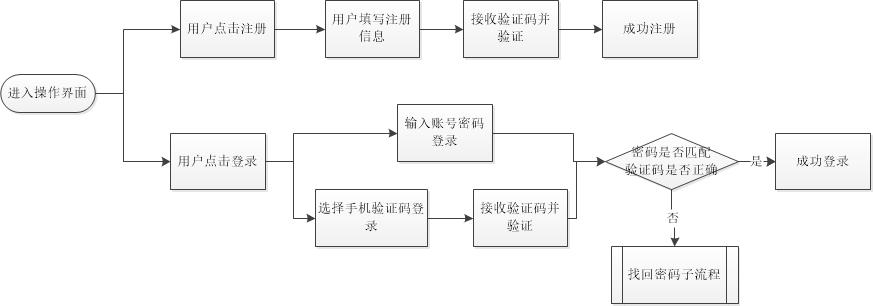 用户点击注册
用户填写注册
信息
接收验证码并
验证
成功注册
进入操作界面
用户点击登录
输入账号密码
登录
选择手机验证码登
录
接收验证码并
验证
密码是否匹配
验证码是否正确
是
成功登录
否
找回密码子流程